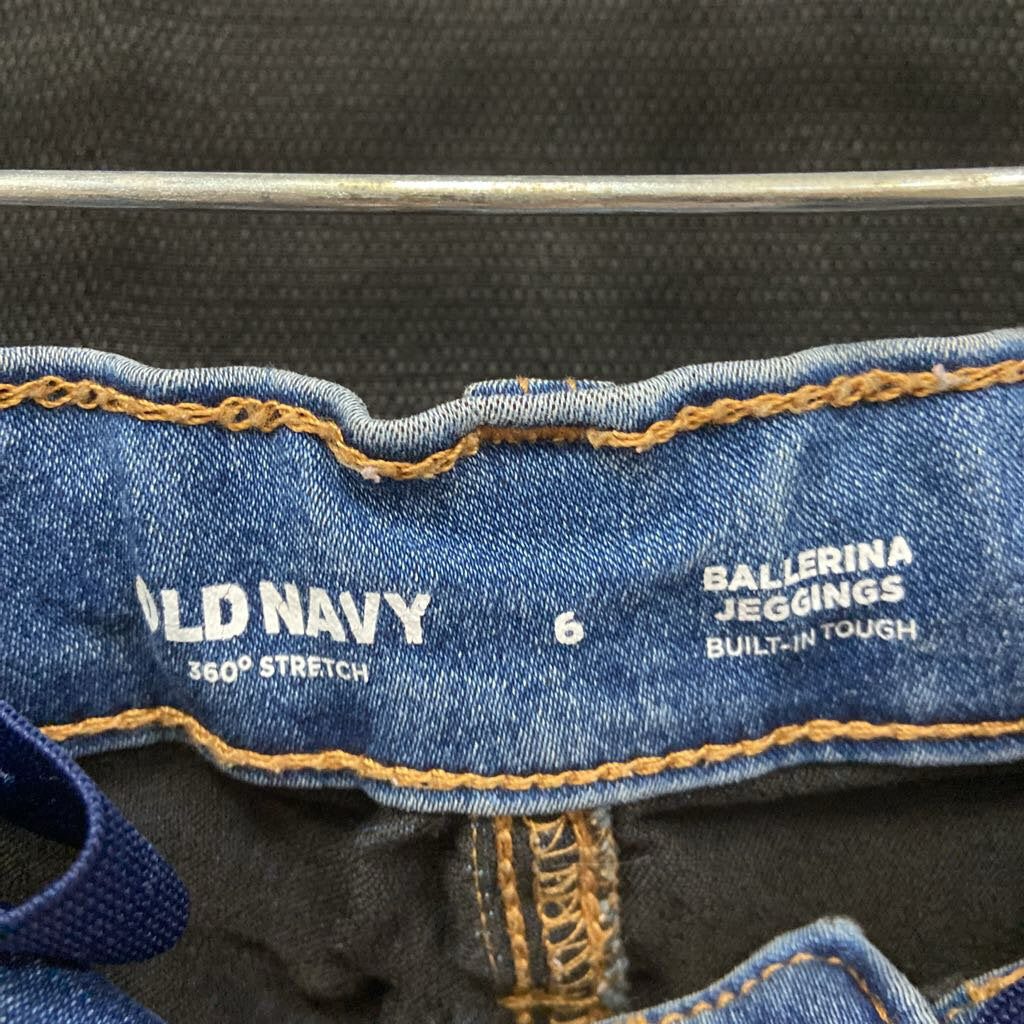 OLD NAVY
360° STRETCH
6
BALLERINA
JEGGINGS
BUILT-IN TOUGH